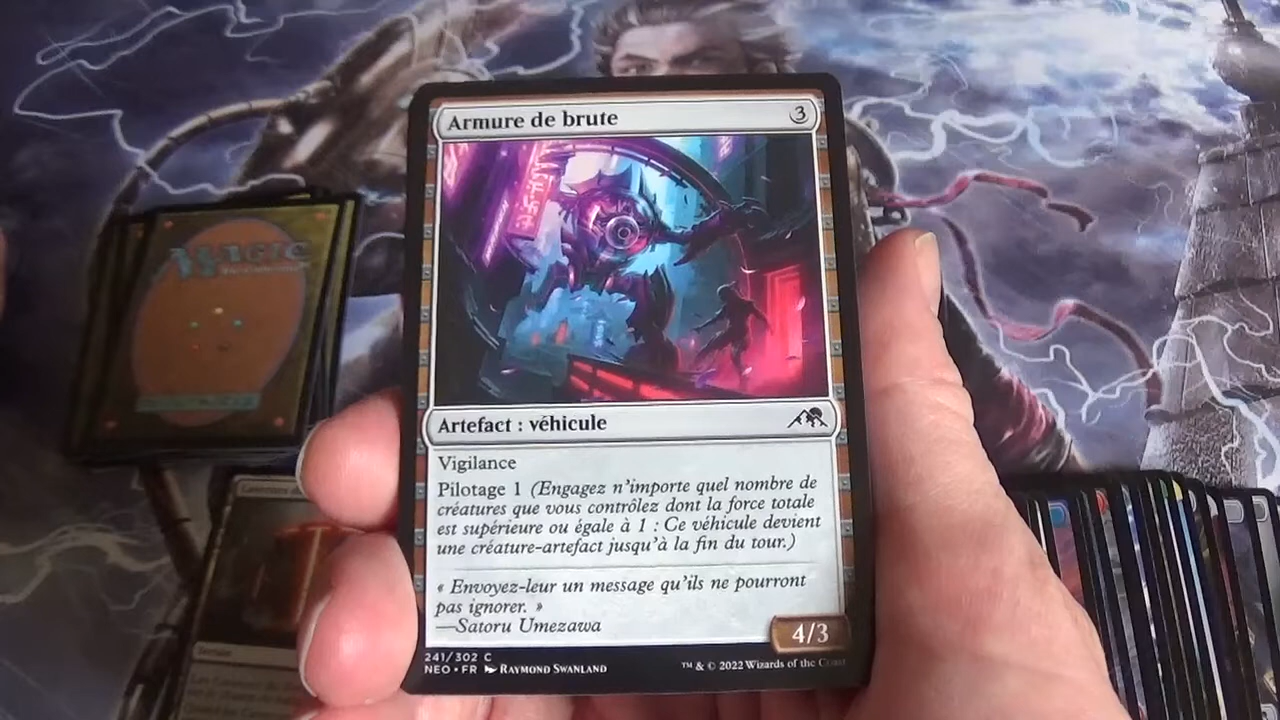 Armure de brute 3
Artefact : véhicule
Vigilance
Pilotage 1 (Engagez n'importe quel nombre de
créatures que vous contrôlez dont la force totale
est supérieure ou égale à 1 : Ce véhicule devient
une créature-artefact jusqu'à la fin du tour.)
« Envoyez-leur un message qu'ils ne pourront
pas ignorer. »
—Satoru Umezawa
4/3
241/302 C
NEO • FR RAYMOND SWANLAND
™ & © 2022 Wizards of the Coast
MAGIC
Terrain